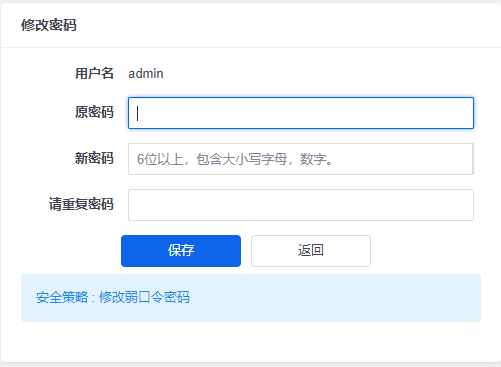 修改密码
用户名 admin
原密码
新密码 6位以上，包含大小写字母，数字。
请重复密码
保存 返回
安全策略 : 修改弱口令密码